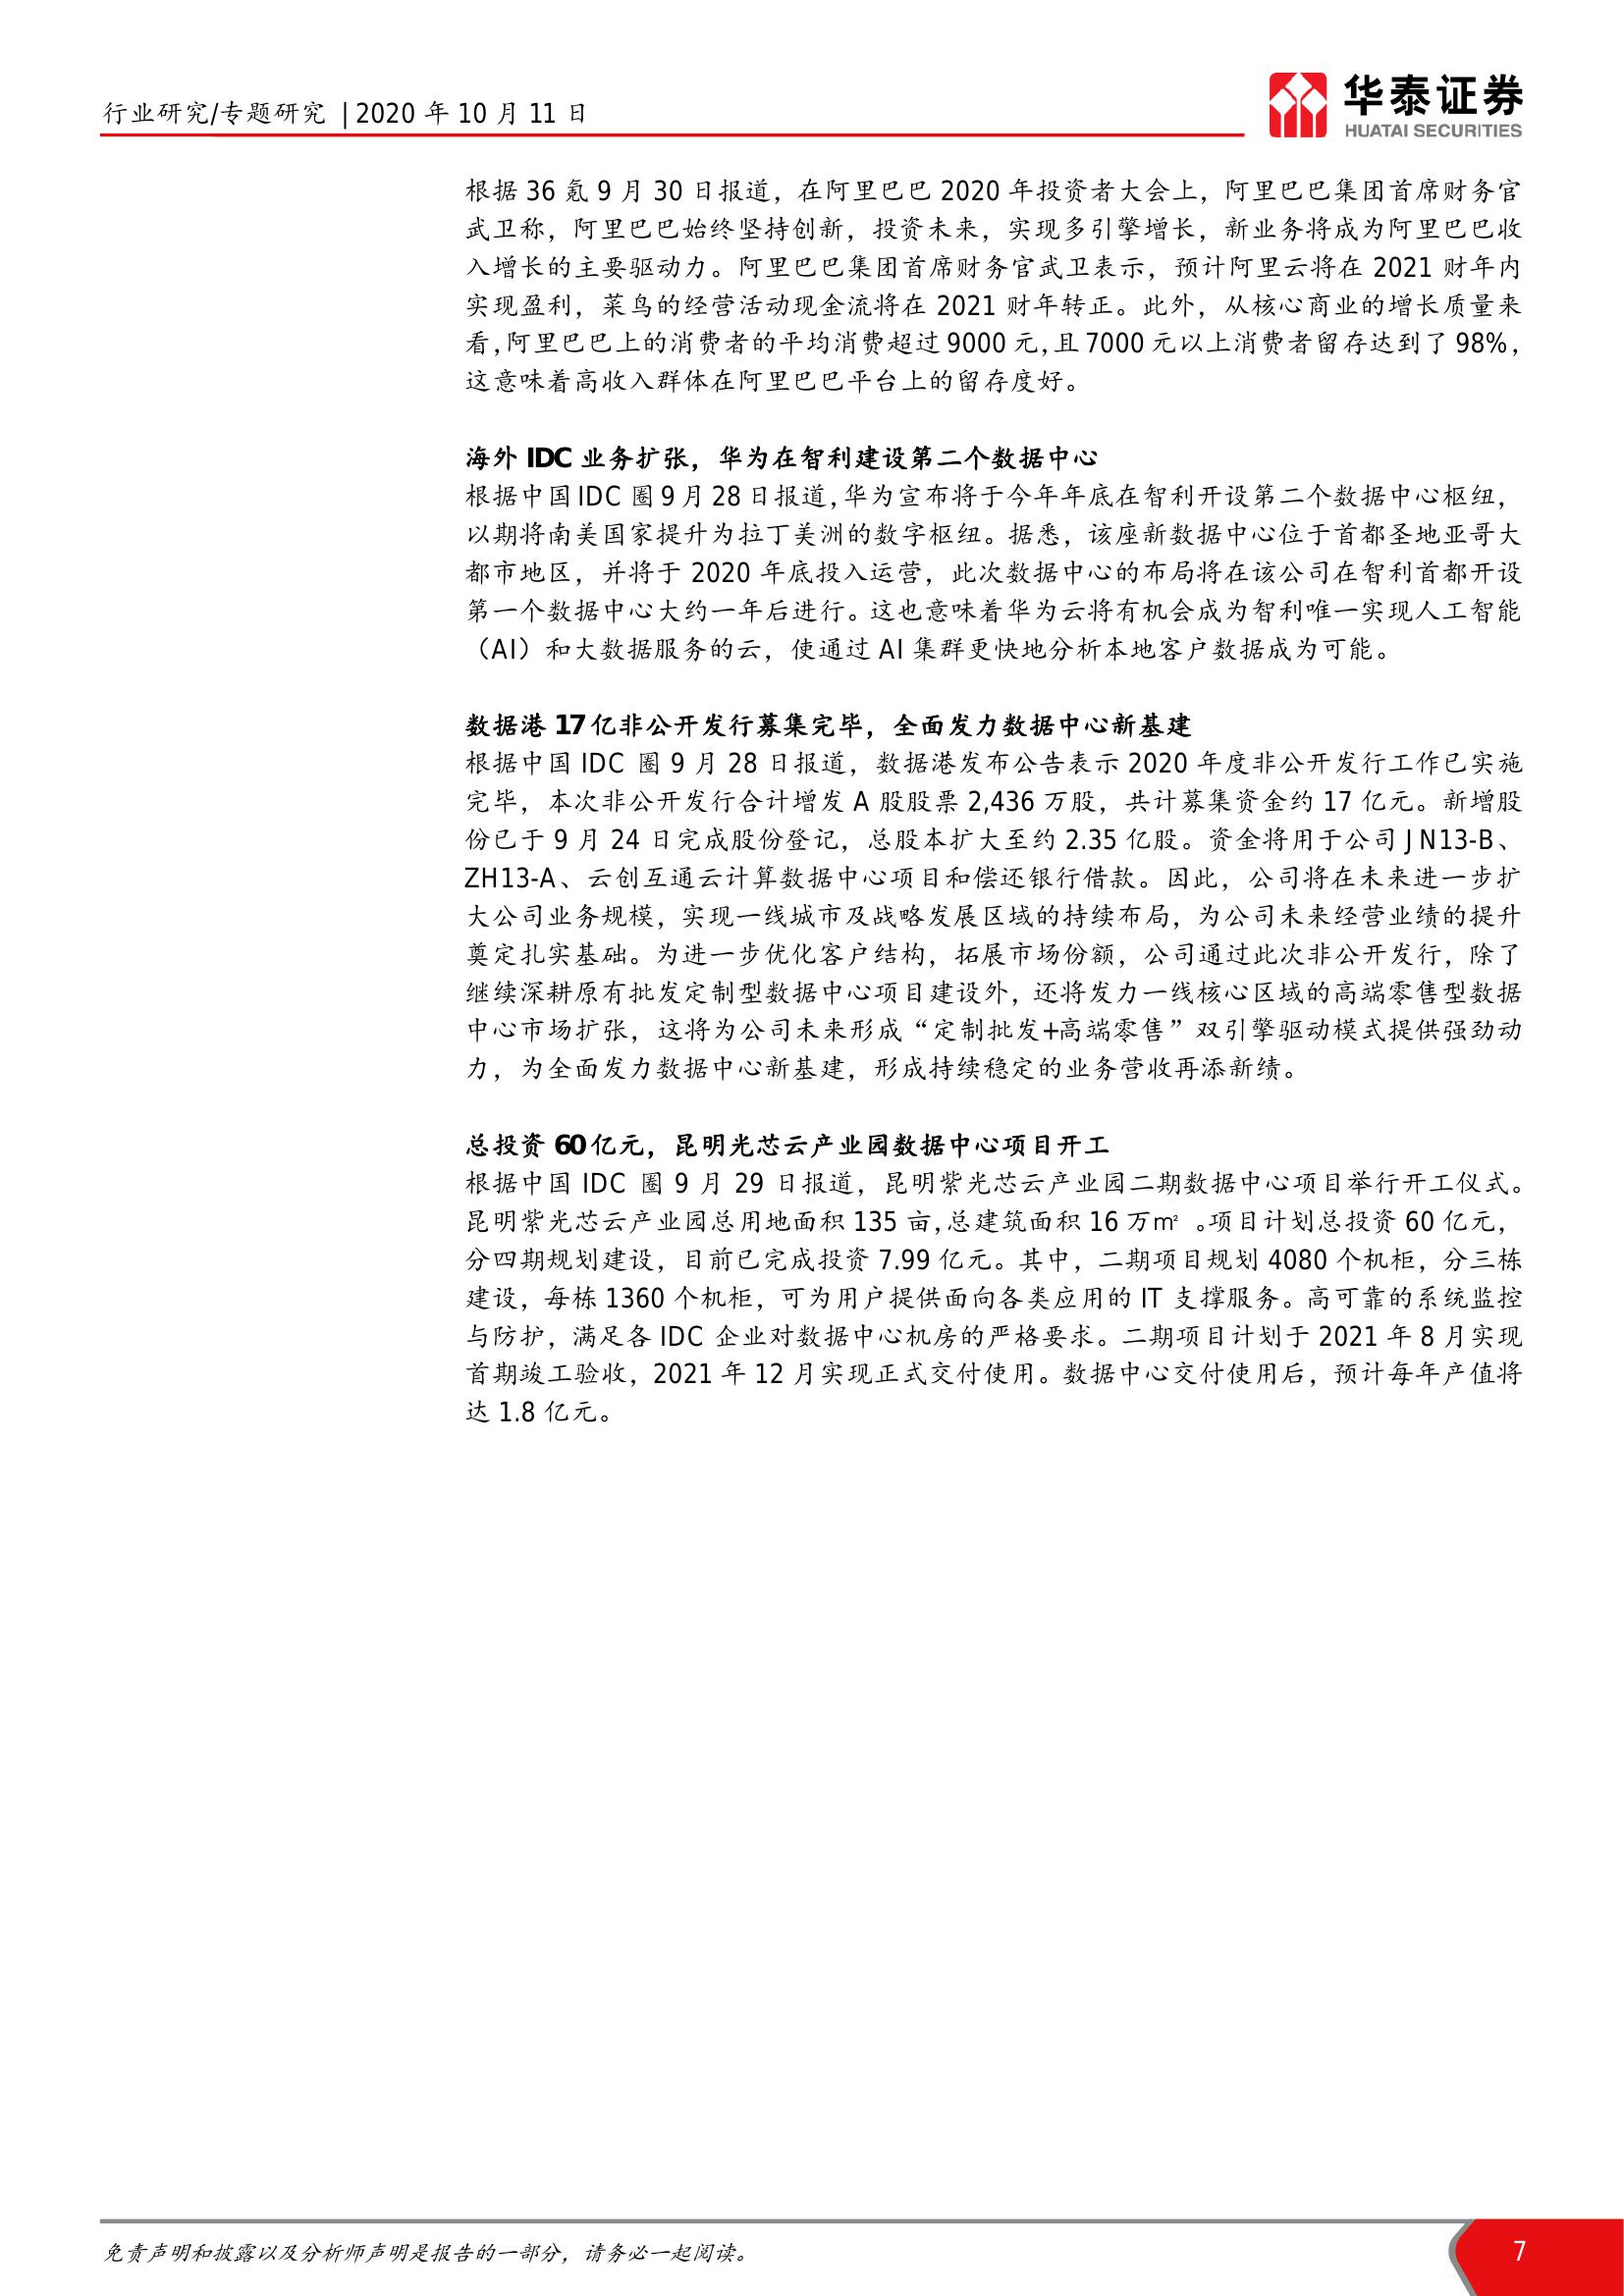 行业研究/专题研究 | 2020 年 10 月 11 日
华泰证券
HUATAI SECURITIES
根据 36 氪 9 月 30 日报道，在阿里巴巴 2020 年投资者大会上，阿里巴巴集团首席财务官
武卫称，阿里巴巴始终坚持创新，投资未来，实现多引擎增长，新业务将成为阿里巴巴收
入增长的主要驱动力。阿里巴巴集团首席财务官武卫表示，预计阿里云将在 2021 财年内
实现盈利，菜鸟的经营活动现金流将在 2021 财年转正。此外，从核心商业的增长质量来
看，阿里巴巴上的消费者的平均消费超过 9000 元，且 7000 元以上消费者留存达到了 98%，
这意味着高收入群体在阿里巴巴平台上的留存度好。
海外 IDC 业务扩张，华为在智利建设第二个数据中心
根据中国 IDC 圈 9 月 28 日报道，华为宣布将于今年年底在智利开设第二个数据中心枢纽，
以期将南美国家提升为拉丁美洲的数字枢纽。据悉，该座新数据中心位于首都圣地亚哥大
都市地区，并将于 2020 年底投入运营，此次数据中心的布局将在该公司在智利首都开设
第一个数据中心大约一年后进行。这也意味着华为云将有机会成为智利唯一实现人工智能
（AI）和大数据服务的云，使通过 AI 集群更快地分析本地客户数据成为可能。
数据港 17 亿非公开发行募集完毕，全面发力数据中心新基建
根据中国 IDC 圈 9 月 28 日报道，数据港发布公告表示 2020 年度非公开发行工作已实施
完毕，本次非公开发行合计增发 A 股股票 2,436 万股，共计募集资金约 17 亿元。新增股
份已于 9 月 24 日完成股份登记，总股本扩大至约 2.35 亿股。资金将用于公司 JN13-B、
ZH13-A、云创互通云计算数据中心项目和偿还银行借款。因此，公司将在未来进一步扩
大公司业务规模，实现一线城市及战略发展区域的持续布局，为公司未来经营业绩的提升
奠定扎实基础。为进一步优化客户结构，拓展市场份额，公司通过此次非公开发行，除了
继续深耕原有批发定制型数据中心项目建设外，还将发力一线核心区域的高端零售型数据
中心市场扩张，这将为公司未来形成“定制批发+高端零售”双引擎驱动模式提供强劲动
力，为全面发力数据中心新基建，形成持续稳定的业务营收再添新绩。
总投资 60 亿元，昆明光芯云产业园数据中心项目开工
根据中国 IDC 圈 9 月 29 日报道，昆明紫光芯云产业园二期数据中心项目举行开工仪式。
昆明紫光芯云产业园总用地面积 135 亩，总建筑面积 16 万㎡ 。项目计划总投资 60 亿元，
分四期规划建设，目前已完成投资 7.99 亿元。其中，二期项目规划 4080 个机柜，分三栋
建设，每栋 1360 个机柜，可为用户提供面向各类应用的 IT 支撑服务。高可靠的系统监控
与防护，满足各 IDC 企业对数据中心机房的严格要求。二期项目计划于 2021 年 8 月实现
首期竣工验收，2021 年 12 月实现正式交付使用。数据中心交付使用后，预计每年产值将
达 1.8 亿元。
免责声明和披露以及分析师声明是报告的一部分，请务必一起阅读。
7